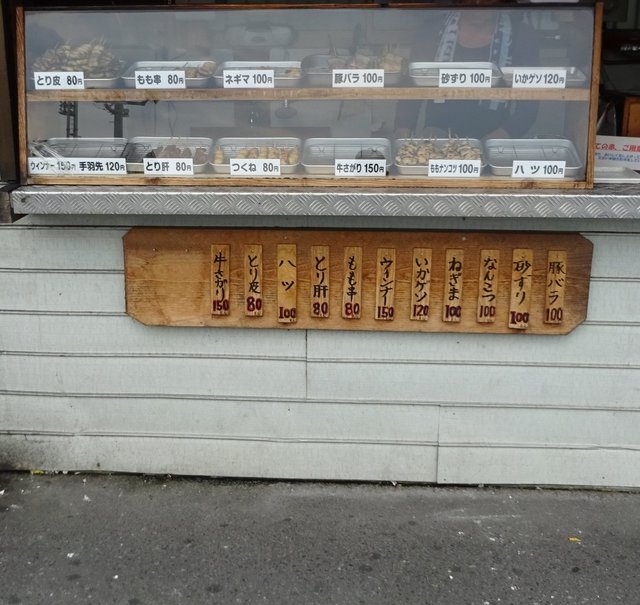 とり皮 80円
もも串 80円
ネギマ 100円
豚バラ 100円
砂ずり 100円
いかゲソ 120円
ウィンナー 150円
手羽先 120円
とり肝 80円
つくね 80円
牛さがり 150円
ももナンコツ 100円
ハツ 100円
豚バラ 100
砂ずり 100
なんこつ 100
ねぎま 100
いかゲソ 120
ウインナー 150
もも串 80
とり肝 80
ハツ 100
とり皮 80
牛さがり 150